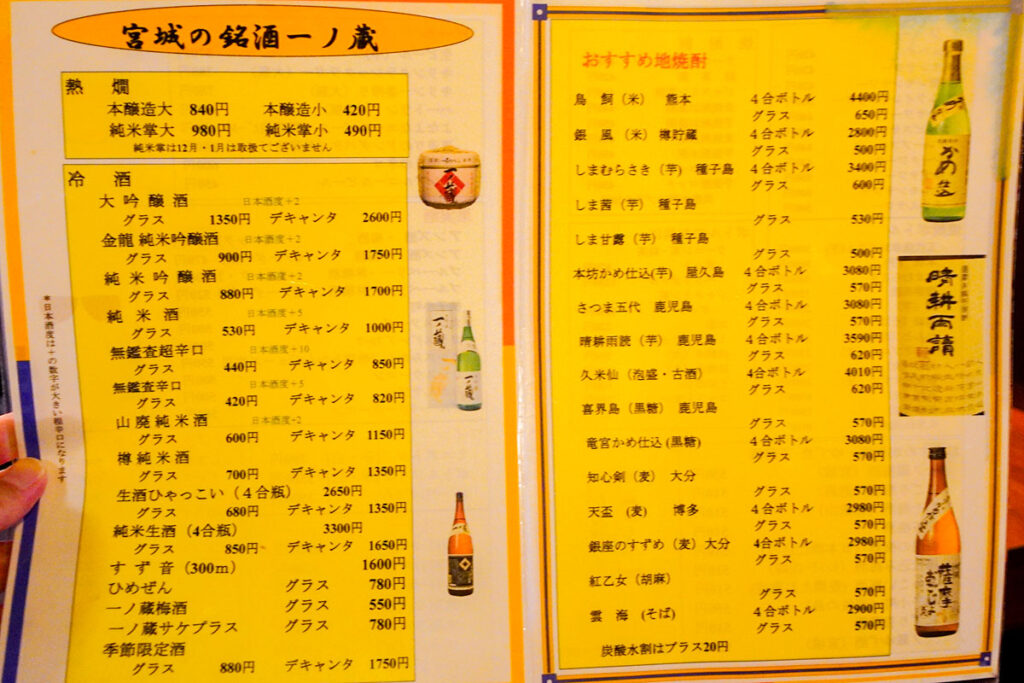 宮城の銘酒一ノ蔵
熱　燗
本醸造大 840円 本醸造小 420円
純米掌大 980円 純米掌小 490円
純米掌は12月・1月は取扱てございません
冷　酒
大吟醸酒 日本酒度+2
グラス 1350円 デキャンタ 2600円
金龍 純米吟醸酒 日本酒度+2
グラス 900円 デキャンタ 1750円
純米吟醸酒 日本酒度+2
グラス 880円 デキャンタ 1700円
純米酒 日本酒度+5
グラス 530円 デキャンタ 1000円
無鑑査超辛口 日本酒度+10
グラス 440円 デキャンタ 850円
無鑑査辛口 日本酒度+5
グラス 420円 デキャンタ 820円
山廃純米酒 日本酒度-2
グラス 600円 デキャンタ 1150円
樽純米酒
グラス 700円 デキャンタ 1350円
生酒ひゃっこい（４合瓶） 2650円
グラス 680円 デキャンタ 1350円
純米生酒（4合瓶） 3300円
グラス 850円 デキャンタ 1650円
すず音（300ｍ） 1600円
ひめぜん グラス 780円
一ノ蔵梅酒 グラス 550円
一ノ蔵サケプラス グラス 780円
季節限定酒
グラス 880円 デキャンタ 1750円
＊日本酒度は＋の数字が大きい程辛口になります
一ノ蔵
一ノ蔵
一ノ蔵
おすすめ地焼酎
鳥　飼（米）　熊本 ４合ボトル 4400円
グラス 650円
銀　風（米）樽貯蔵 ４合ボトル 2800円
グラス 500円
しまむらさき（芋）種子島 ４合ボトル 3400円
グラス 600円
しま茜（芋）　種子島
グラス 530円
しま甘露（芋）　種子島
グラス 500円
本坊かめ仕込(芋)　屋久島 ４合ボトル 3080円
グラス 570円
さつま五代　鹿児島 ４合ボトル 3080円
グラス 570円
晴耕雨読（芋）　鹿児島 ４合ボトル 3590円
グラス 620円
久米仙（泡盛・古酒） 4合ボトル 4010円
グラス 620円
喜界島（黒糖）　鹿児島
グラス 570円
竜宮かめ仕込（黒糖） ４合ボトル 3080円
グラス 570円
知心剣（麦）　大分
グラス 570円
天盃　(麦)　　博多 ４合ボトル 2980円
グラス 570円
銀座のすずめ（麦）大分 4合ボトル 2980円
グラス 570円
紅乙女（胡麻）
グラス 570円
雲　海（そば） ４合ボトル 2900円
グラス 570円
炭酸水割はプラス20円
かめ
晴耕雨読